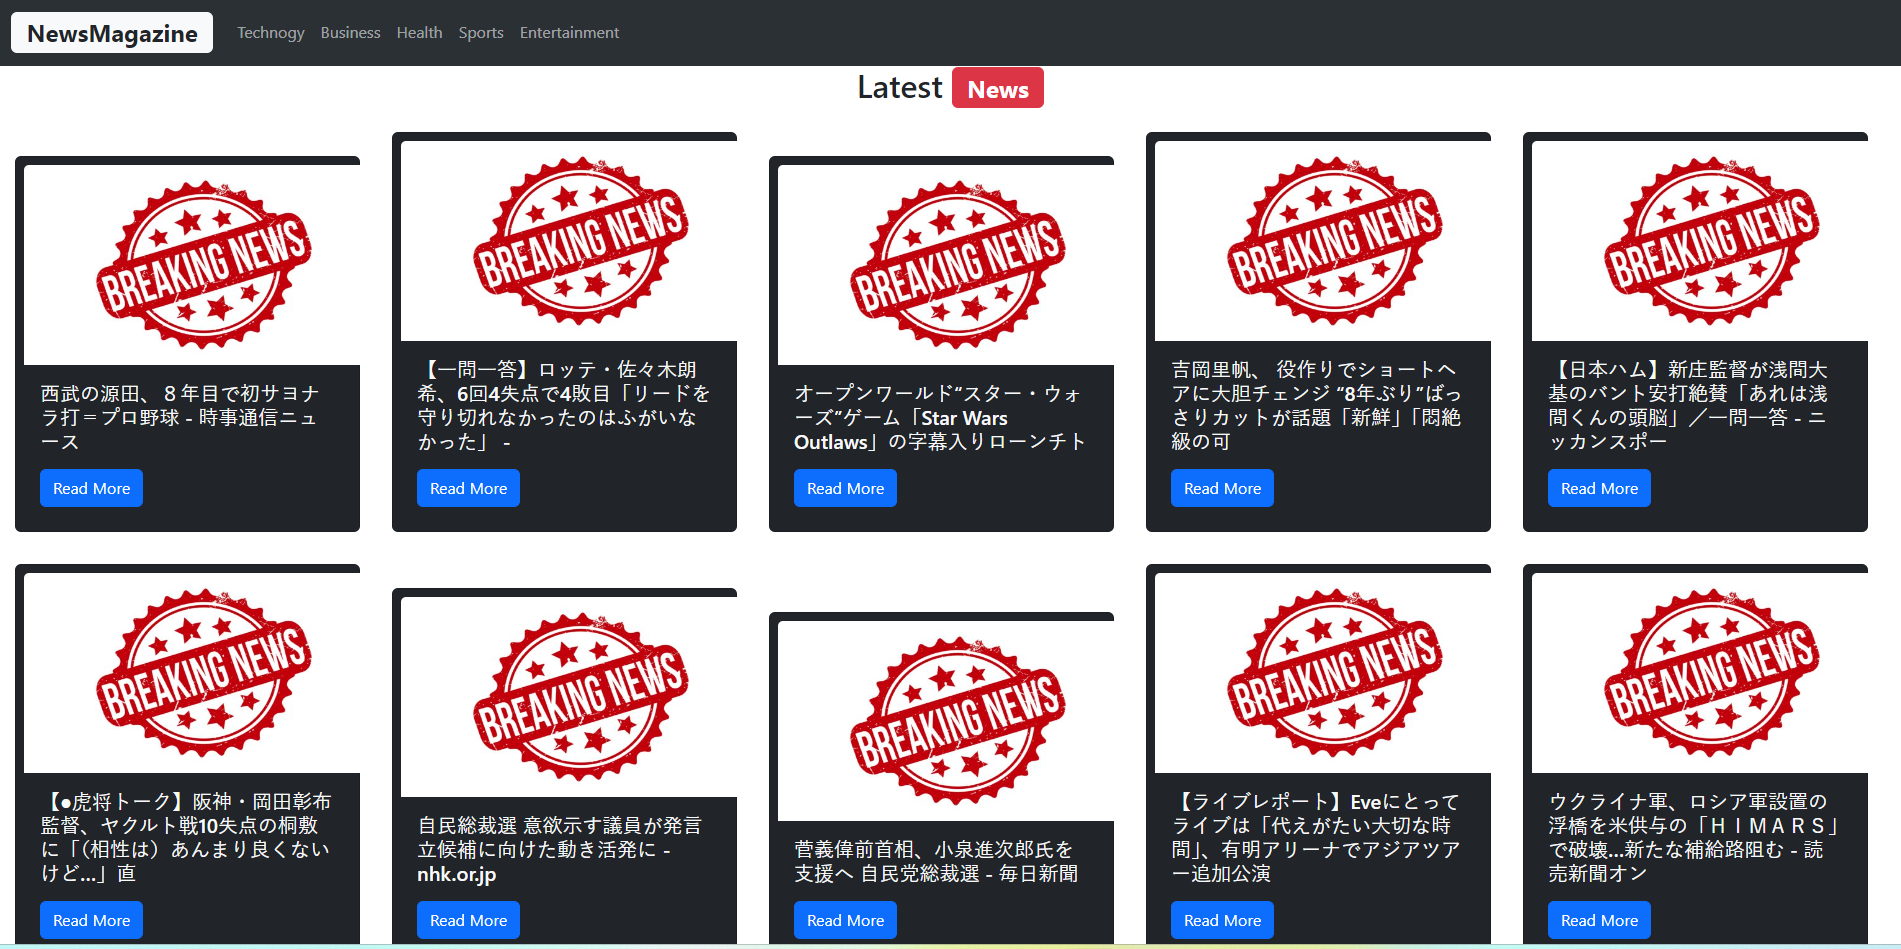 NewsMagazine Technogy Business Health Sports Entertainment
Latest News
BREAKING NEWS
西武の源田、８年目で初サヨナ
ラ打＝プロ野球 - 時事通信ニュ
ース
Read More
BREAKING NEWS
【一問一答】ロッテ・佐々木朗
希、6回4失点で4敗目「リードを
守り切れなかったのはふがいな
かった」 -
Read More
BREAKING NEWS
オープンワールド“スター・ウォ
ーズ”ゲーム「Star Wars
Outlaws」の字幕入りローンチト
Read More
BREAKING NEWS
吉岡里帆、 役作りでショートヘ
アに大胆チェンジ “8年ぶり”ばっ
さりカットが話題「新鮮」「悶絶
級の可
Read More
BREAKING NEWS
【日本ハム】新庄監督が浅間大
基のバント安打絶賛「あれは浅
間くんの頭脳」／一問一答 - ニ
ッカンスポー
Read More
BREAKING NEWS
【●虎将トーク】阪神・岡田彰布
監督、ヤクルト戦10失点の桐敷
に「（相性は）あんまり良くない
けど…」直
Read More
BREAKING NEWS
自民総裁選 意欲示す議員が発言
立候補に向けた動き活発に -
nhk.or.jp
Read More
BREAKING NEWS
菅義偉前首相、小泉進次郎氏を
支援へ 自民党総裁選 - 毎日新聞
Read More
BREAKING NEWS
【ライブレポート】Eveにとって
ライブは「代えがたい大切な時
間」、有明アリーナでアジアツア
ー追加公演
Read More
BREAKING NEWS
ウクライナ軍、ロシア軍設置の
浮橋を米供与の「ＨＩＭＡＲＳ」
で破壊…新たな補給路阻む - 読
売新聞オン
Read More